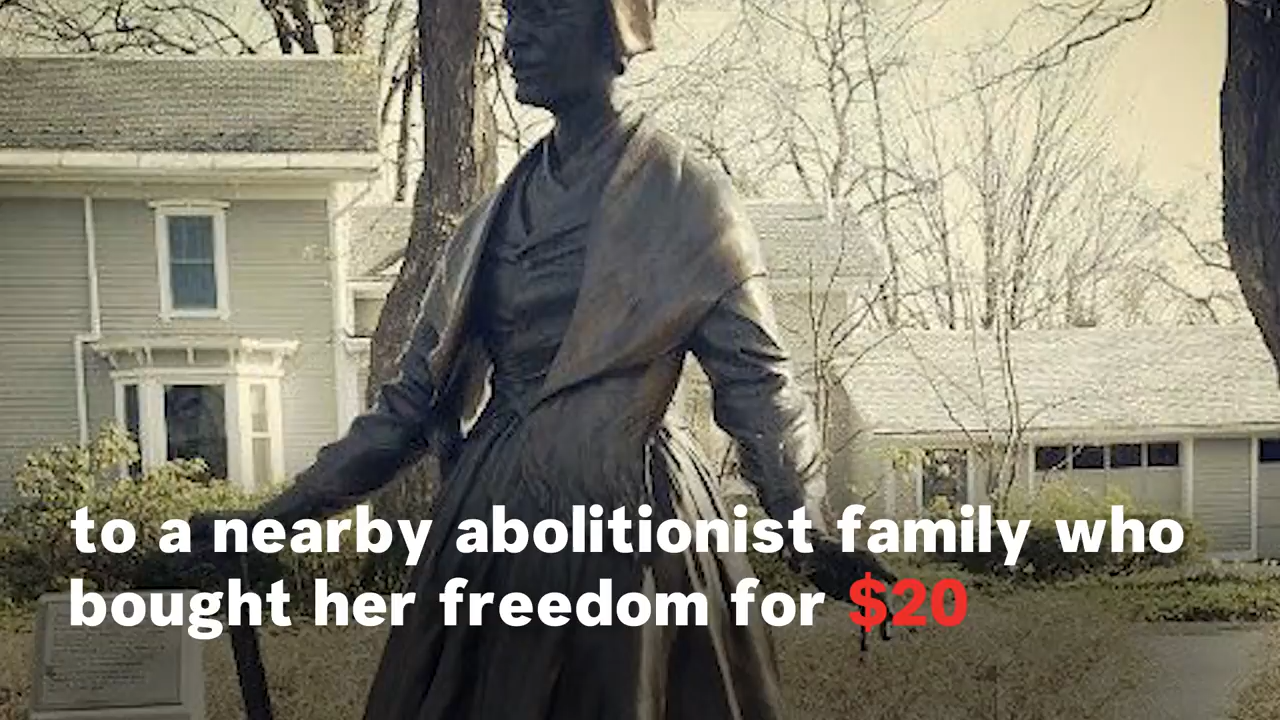 to a nearby abolitionist family who
bought her freedom for $20